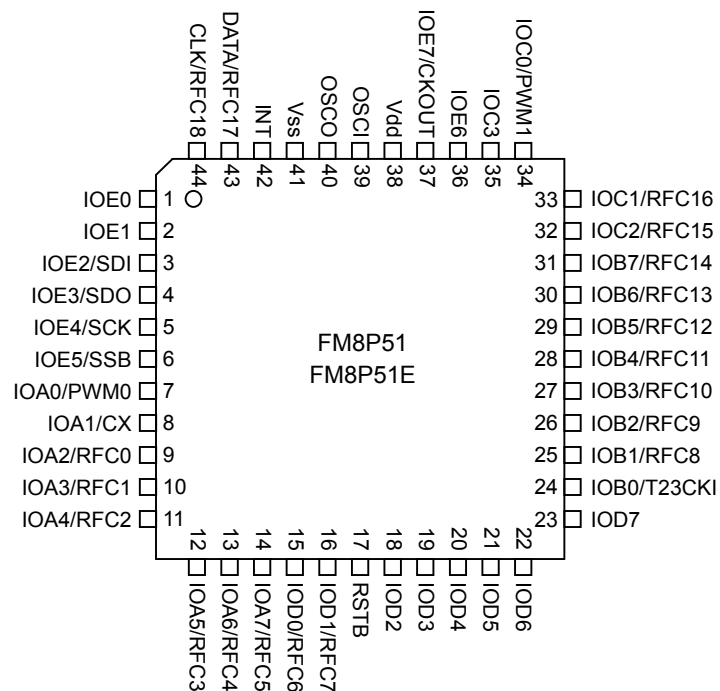 CLK/RFC18
DATA/RFC17
INT
Vss
OSCO
OSCI
Vdd
IOE7/CKOUT
IOE6
IOC3
IOC0/PWM1
44
43
42
41
40
39
38
37
36
35
34
IOE0 1
IOE1 2
IOE2/SDI 3
IOE3/SDO 4
IOE4/SCK 5
IOE5/SSB 6
IOA0/PWM0 7
IOA1/CX 8
IOA2/RFC0 9
IOA3/RFC1 10
IOA4/RFC2 11
FM8P51
FM8P51E
33 IOC1/RFC16
32 IOC2/RFC15
31 IOB7/RFC14
30 IOB6/RFC13
29 IOB5/RFC12
28 IOB4/RFC11
27 IOB3/RFC10
26 IOB2/RFC9
25 IOB1/RFC8
24 IOB0/T23CKI
23 IOD7
12
13
14
15
16
17
18
19
20
21
22
IOA5/RFC3
IOA6/RFC4
IOA7/RFC5
IOD0/RFC6
IOD1/RFC7
RSTB
IOD2
IOD3
IOD4
IOD5
IOD6